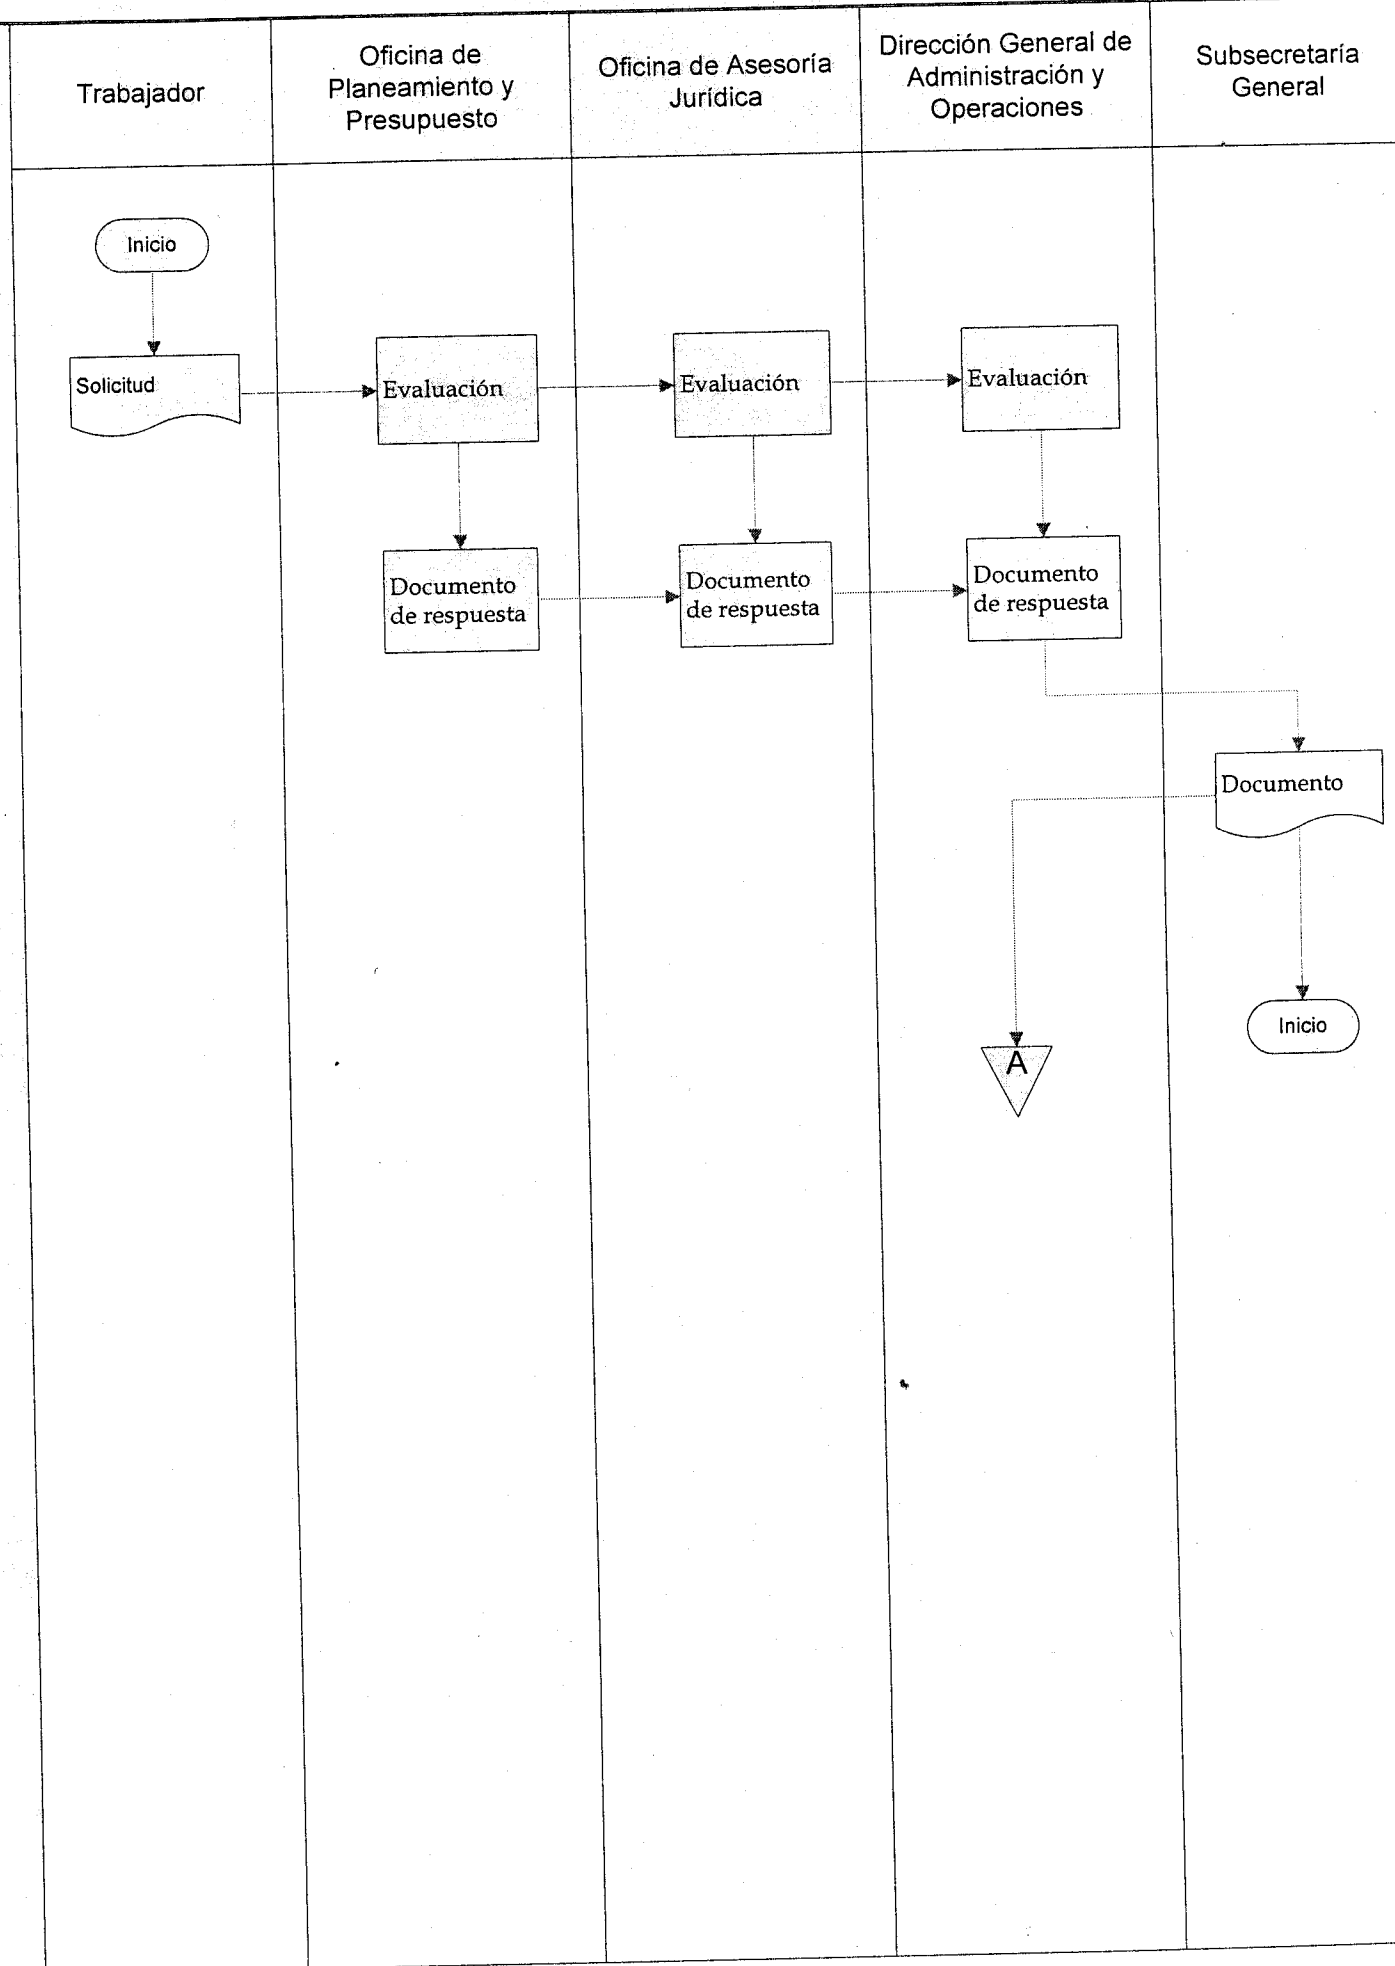 Trabajador
Oficina de
Planeamiento y
Presupuesto
Oficina de Asesoría
Jurídica
Dirección General de
Administración y
Operaciones
Subsecretaría
General
Inicio
Solicitud
Evaluación
Evaluación
Evaluación
Documento
de respuesta
Documento
de respuesta
Documento
de respuesta
Documento
Inicio
A